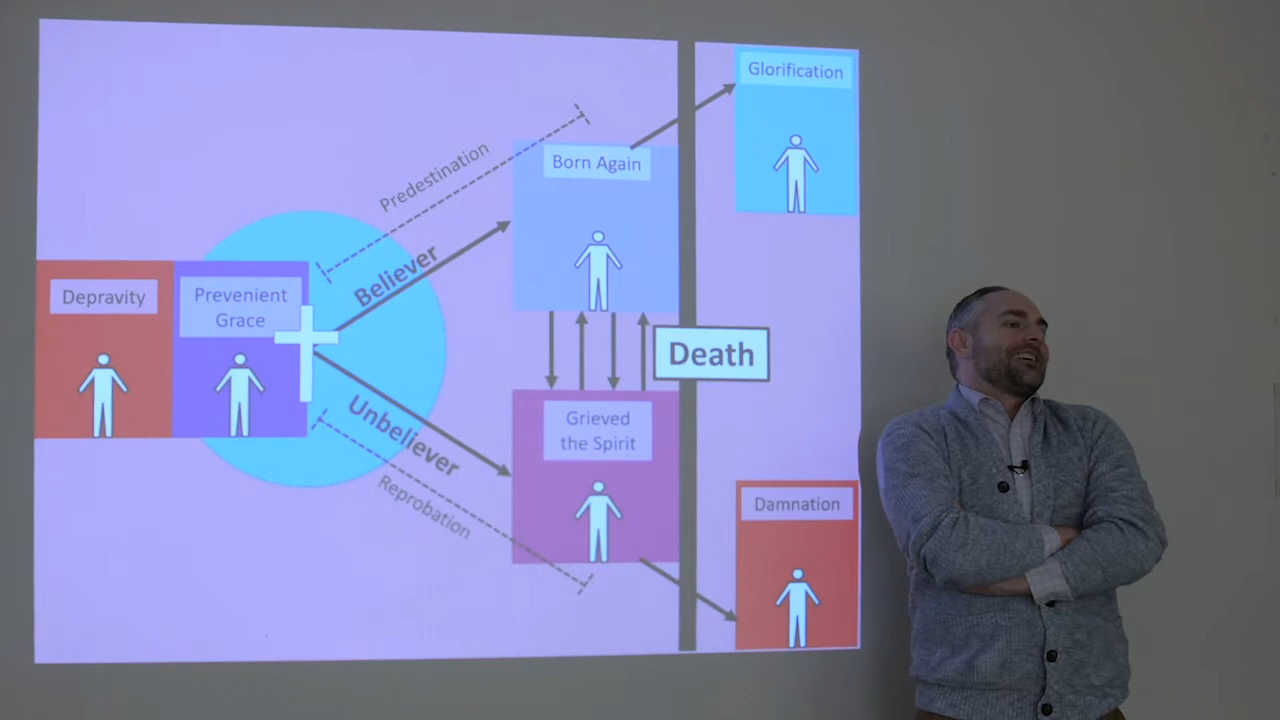 Depravity
Prevenient
Grace
Predestination
Believer
Unbeliever
Reprobation
Born Again
Grieved
the Spirit
Death
Glorification
Damnation